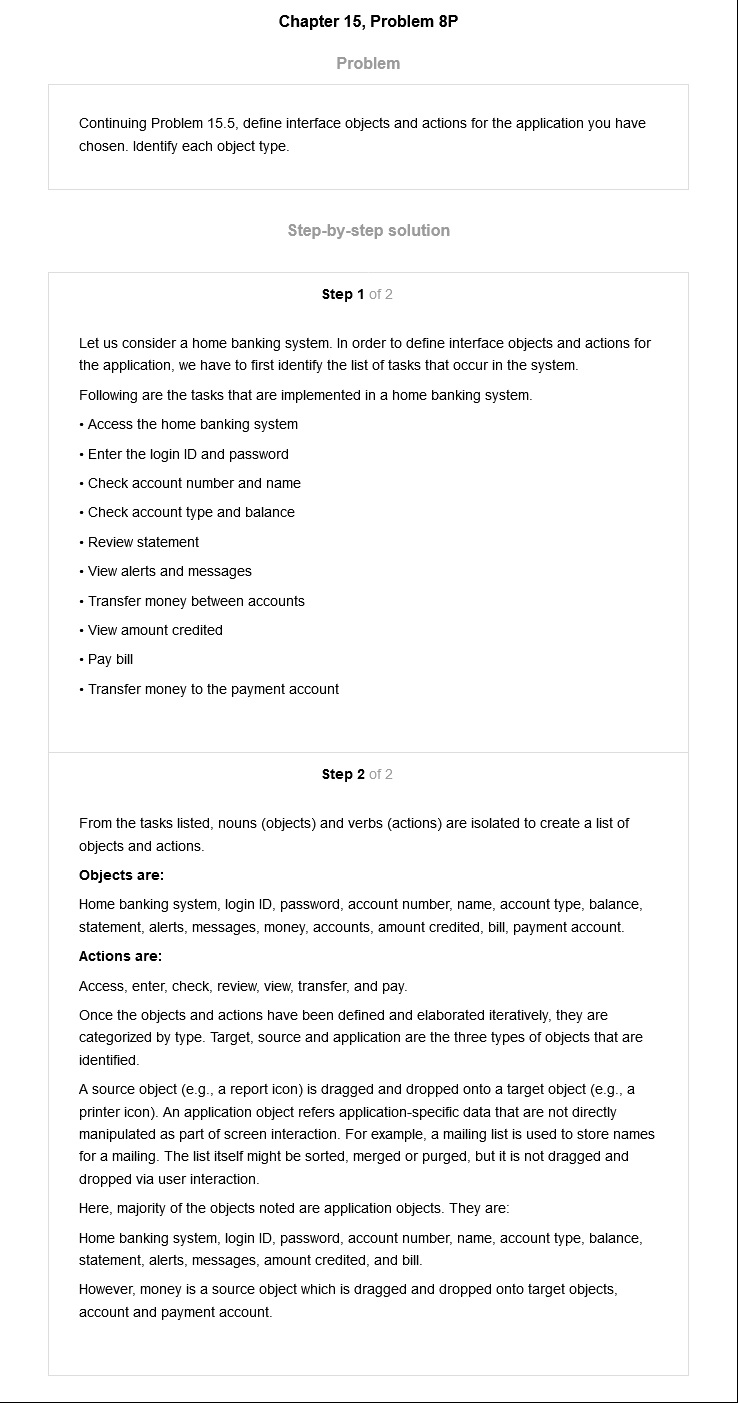 Chapter 15, Problem 8P
Problem
Continuing Problem 15.5, define interface objects and actions for the application you have
chosen. Identify each object type.
Step-by-step solution
Step 1 of 2
Let us consider a home banking system. In order to define interface objects and actions for
the application, we have to first identify the list of tasks that occur in the system.
Following are the tasks that are implemented in a home banking system.
• Access the home banking system
• Enter the login ID and password
• Check account number and name
• Check account type and balance
• Review statement
• View alerts and messages
• Transfer money between accounts
• View amount credited
• Pay bill
• Transfer money to the payment account
Step 2 of 2
From the tasks listed, nouns (objects) and verbs (actions) are isolated to create a list of
objects and actions.
Objects are:
Home banking system, login ID, password, account number, name, account type, balance,
statement, alerts, messages, money, accounts, amount credited, bill, payment account.
Actions are:
Access, enter, check, review, view, transfer, and pay.
Once the objects and actions have been defined and elaborated iteratively, they are
categorized by type. Target, source and application are the three types of objects that are
identified.
A source object (e.g., a report icon) is dragged and dropped onto a target object (e.g., a
printer icon). An application object refers application-specific data that are not directly
manipulated as part of screen interaction. For example, a mailing list is used to store names
for a mailing. The list itself might be sorted, merged or purged, but it is not dragged and
dropped via user interaction.
Here, majority of the objects noted are application objects. They are:
Home banking system, login ID, password, account number, name, account type, balance,
statement, alerts, messages, amount credited, and bill.
However, money is a source object which is dragged and dropped onto target objects,
account and payment account.